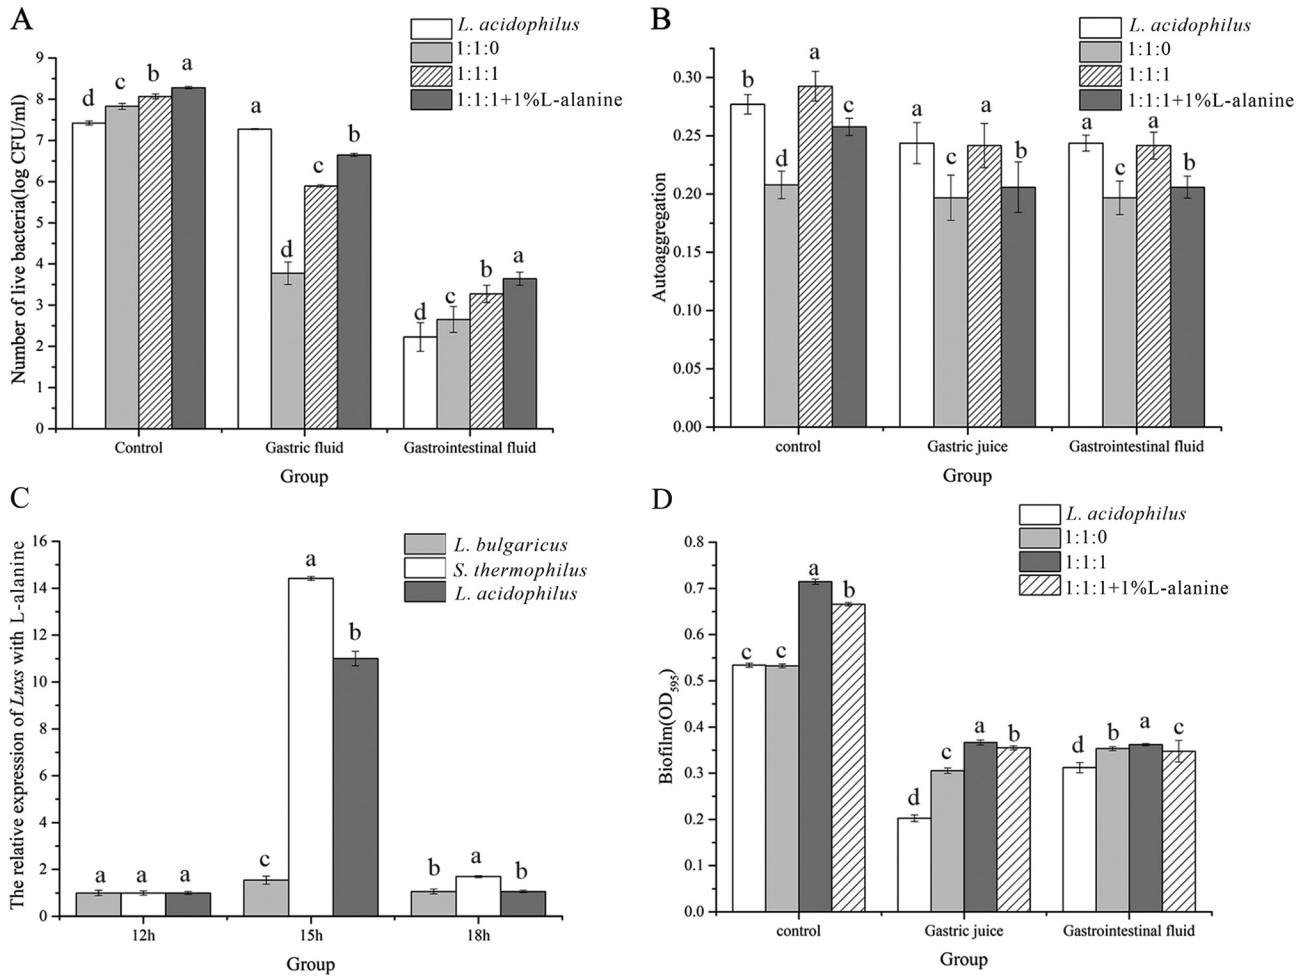 A
L. acidophilus
1:1:0
1:1:1
1:1:1+1%L-alanine
Number of live bacteria(log CFU/ml)
9
8
7
6
5
4
3
2
1
0
d
c
b
a
a
d
c
b
d
c
b
a
Control
Gastric fluid
Gastrointestinal fluid
Group
B
L. acidophilus
1:1:0
1:1:1
1:1:1+1%L-alanine
Autoaggregation
0.30
0.25
0.20
0.15
0.10
0.05
0.00
b
d
a
c
a
c
a
b
a
c
a
b
control
Gastric juice
Gastrointestinal fluid
Group
C
L. bulgaricus
S. thermophilus
L. acidophilus
The relative expression of Luxs with L-alanine
16
14
12
10
8
6
4
2
0
a
a
a
c
a
b
b
a
b
12h
15h
18h
Group
D
L. acidophilus
1:1:0
1:1:1
1:1:1+1%L-alanine
Biofilm(OD595)
0.8
0.7
0.6
0.5
0.4
0.3
0.2
0.1
0.0
c
c
a
b
d
c
a
b
d
b
a
c
control
Gastric juice
Gastrointestinal fluid
Group